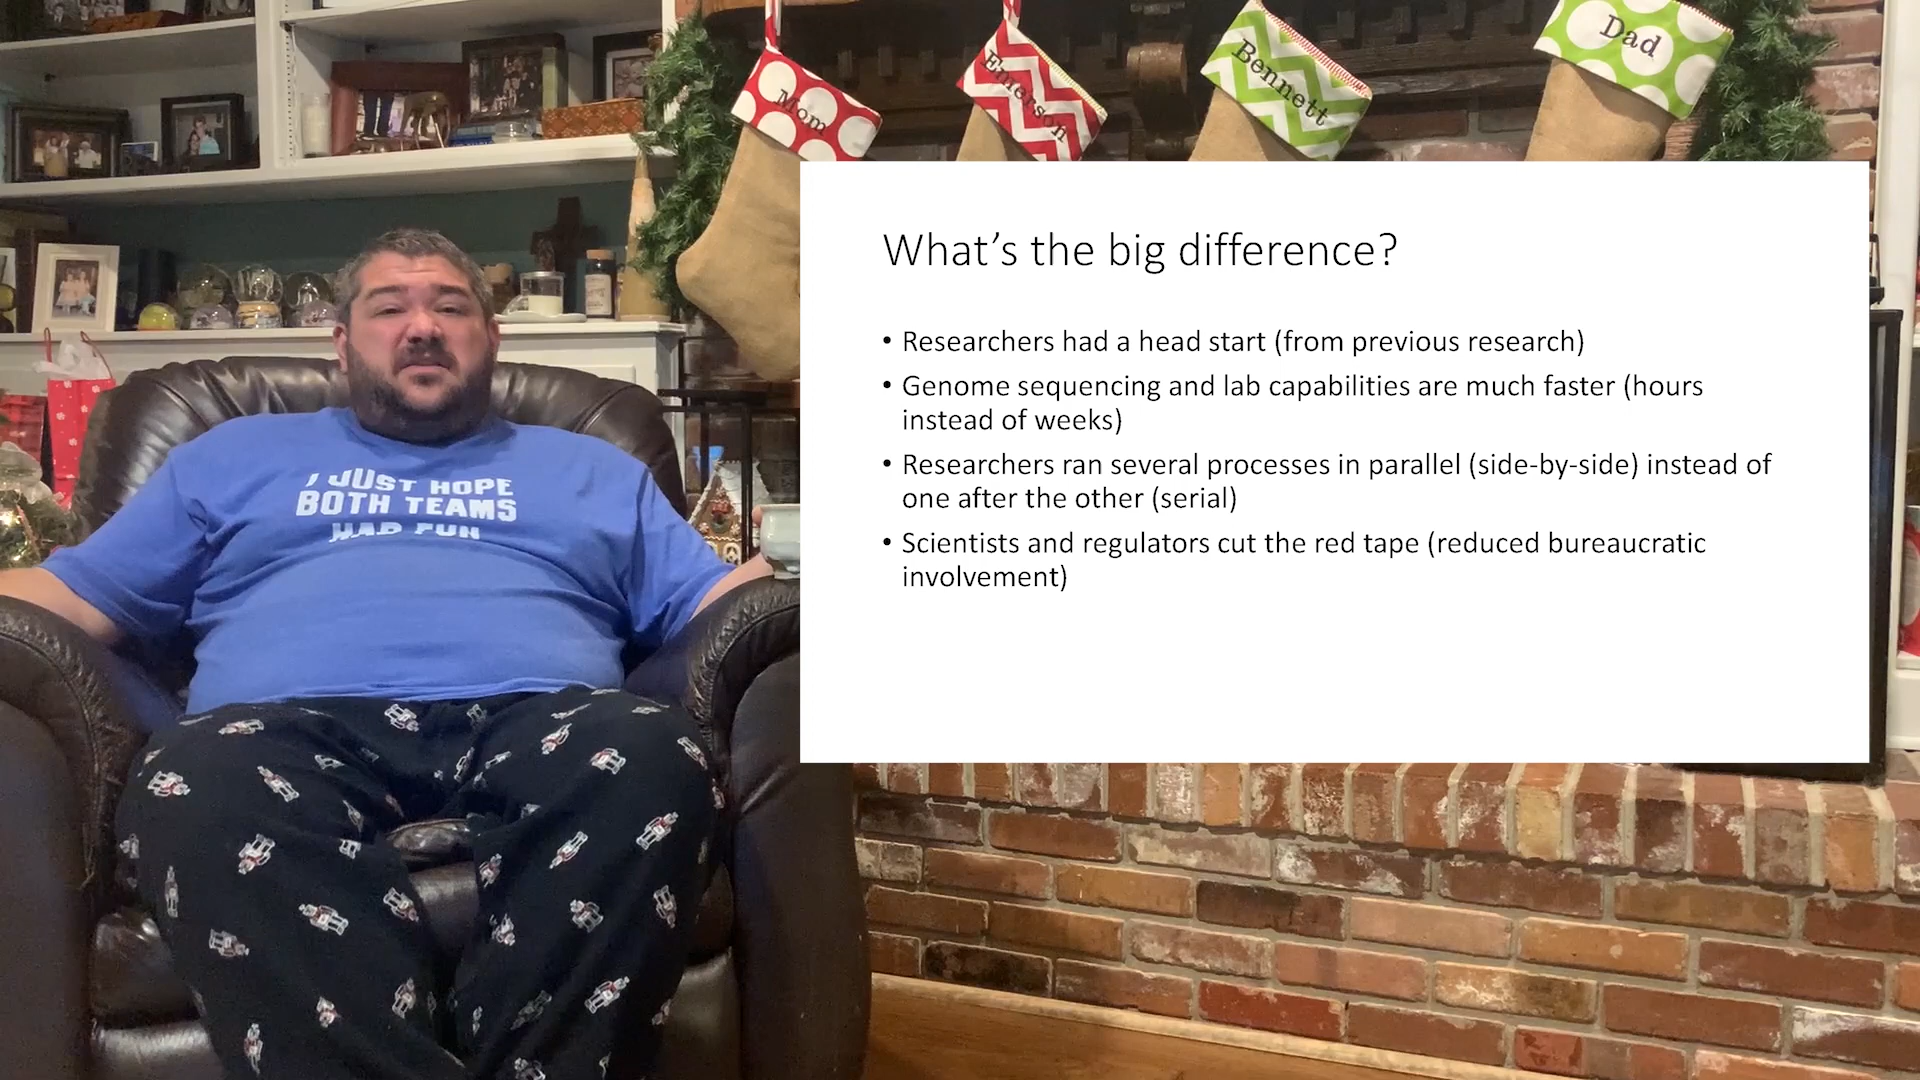 Mom
Emerson
Bennett
Dad
I JUST HOPE
BOTH TEAMS
HAD FUN
What’s the big difference?
• Researchers had a head start (from previous research)
• Genome sequencing and lab capabilities are much faster (hours
instead of weeks)
• Researchers ran several processes in parallel (side-by-side) instead of
one after the other (serial)
• Scientists and regulators cut the red tape (reduced bureaucratic
involvement)